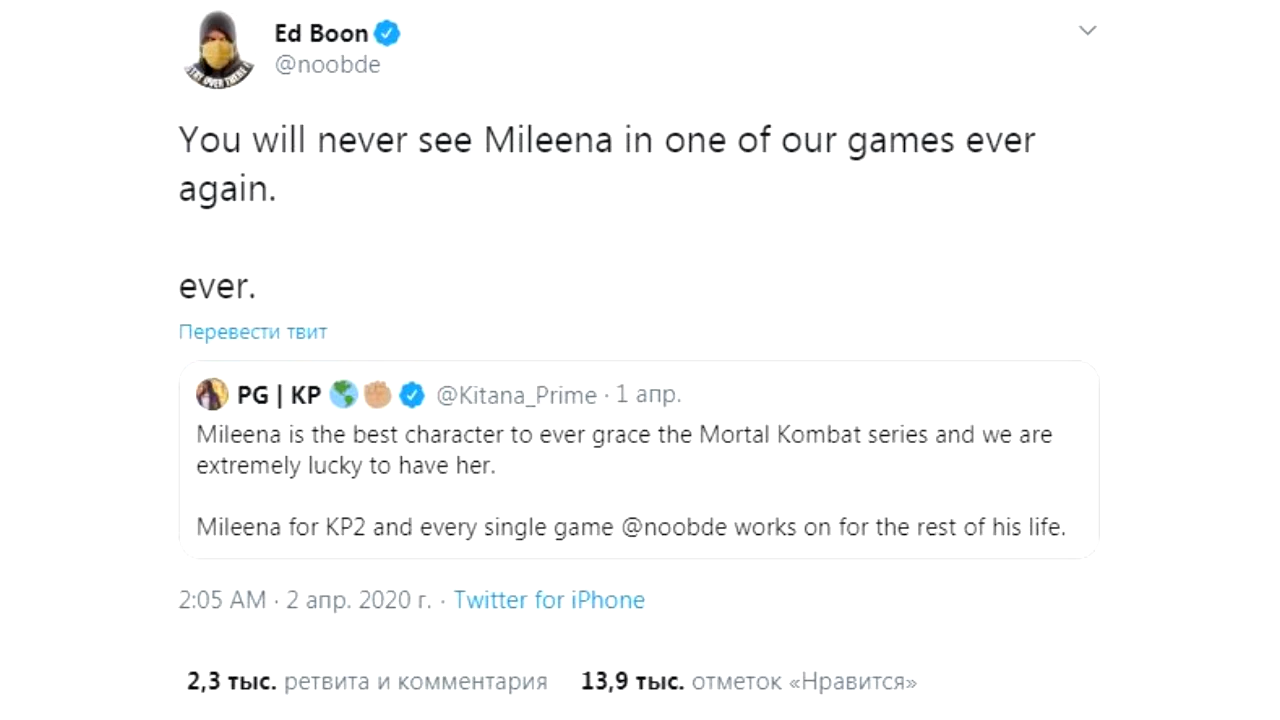 Ed Boon
@noobde
You will never see Mileena in one of our games ever
again.
ever.
Перевести твит
PG | KP @Kitana_Prime · 1 апр.
Mileena is the best character to ever grace the Mortal Kombat series and we are
extremely lucky to have her.
Mileena for KP2 and every single game @noobde works on for the rest of his life.
2:05 AM · 2 апр. 2020 г. · Twitter for iPhone
2,3 тыс. ретвита и комментария 13,9 тыс. отметок «Нравится»